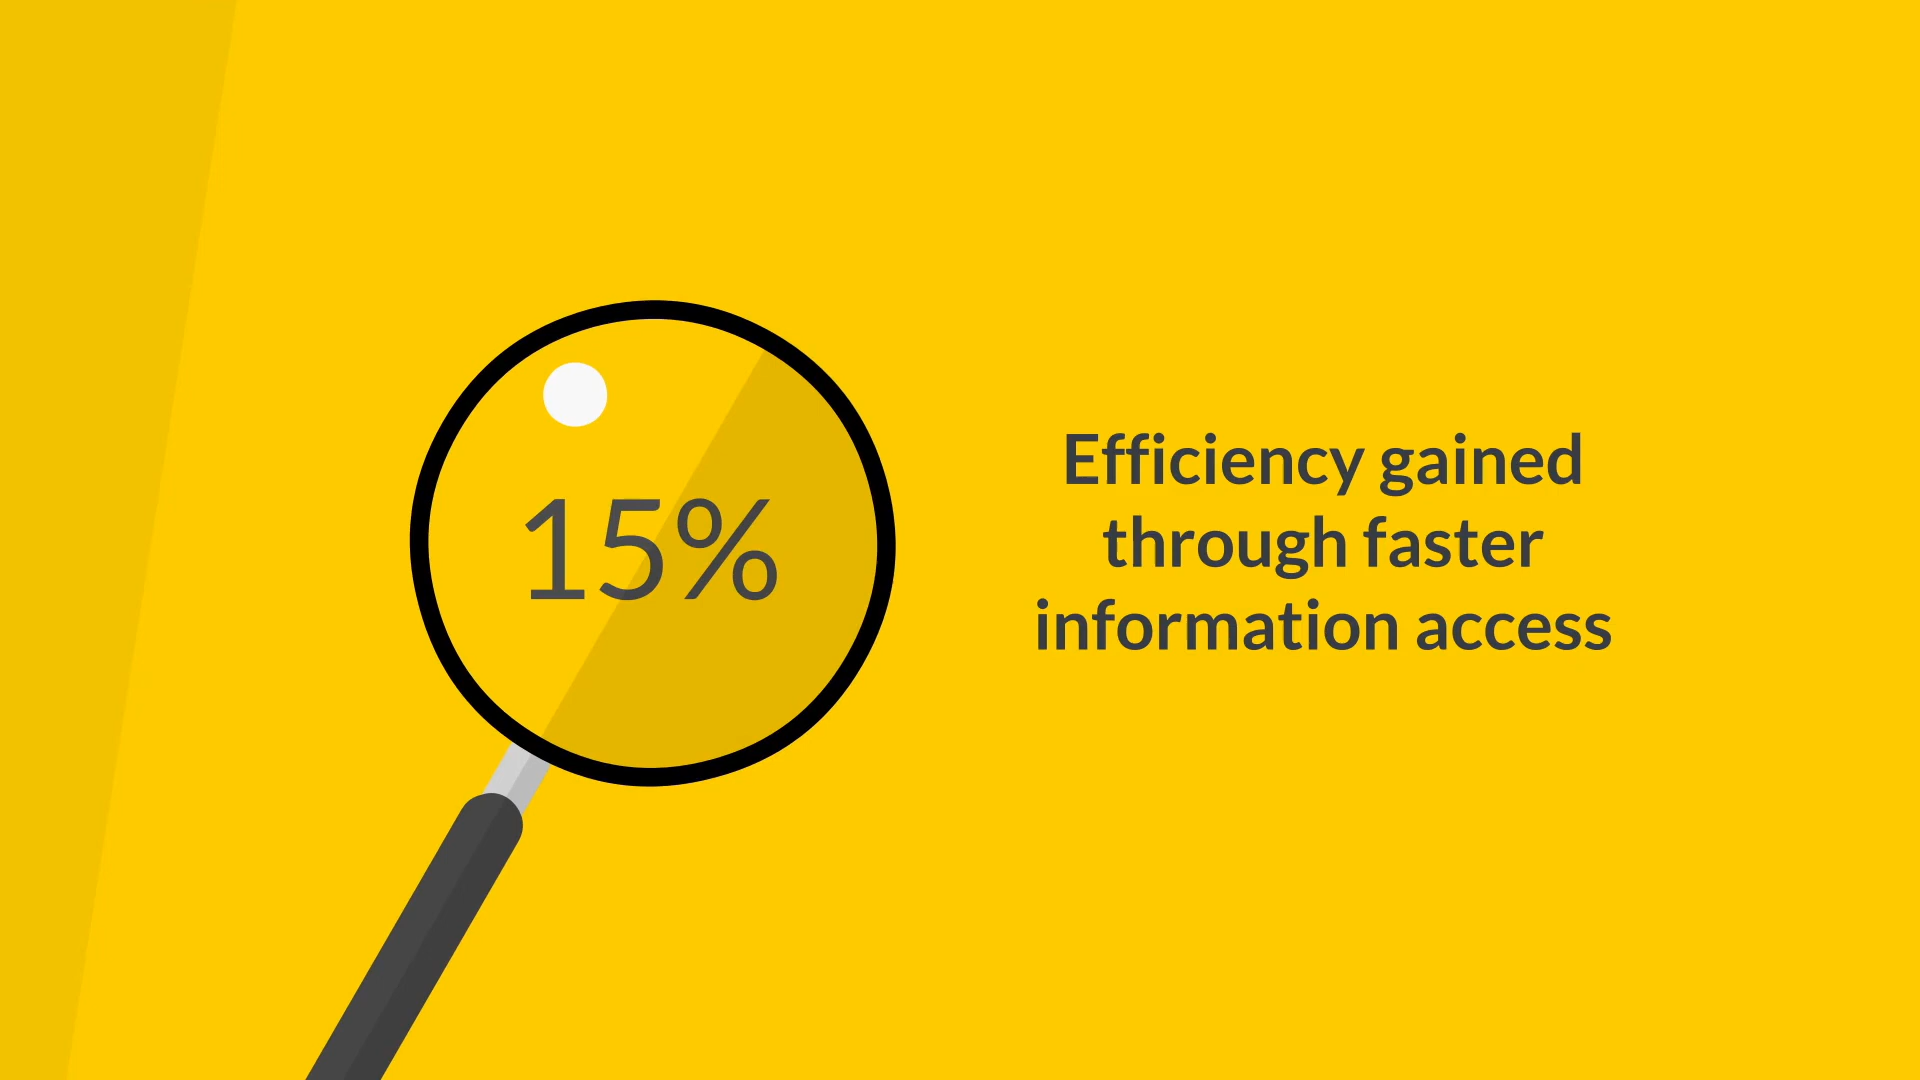 15%
Efficiency gained
through faster
information access